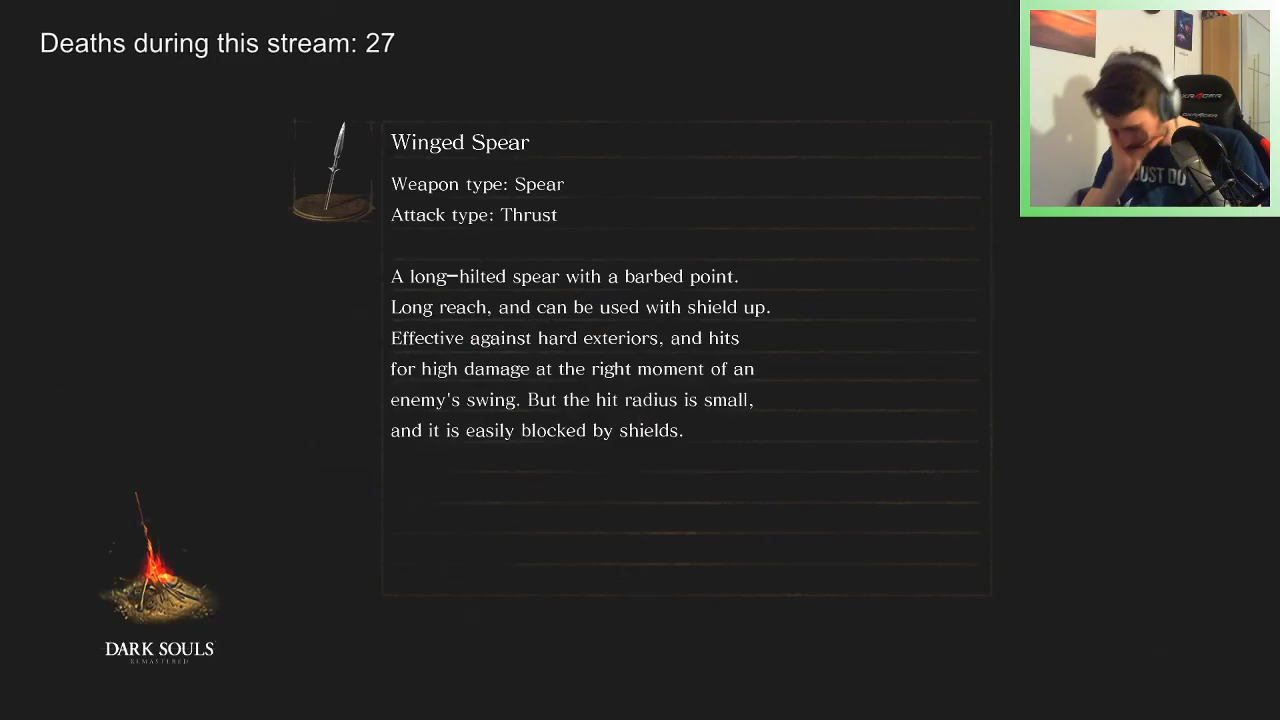 Deaths during this stream: 27
Winged Spear
Weapon type: Spear
Attack type: Thrust
A long-hilted spear with a barbed point.
Long reach, and can be used with shield up.
Effective against hard exteriors, and hits
for high damage at the right moment of an
enemy's swing. But the hit radius is small,
and it is easily blocked by shields.
DARK SOULS
REMASTERED
JUST DO